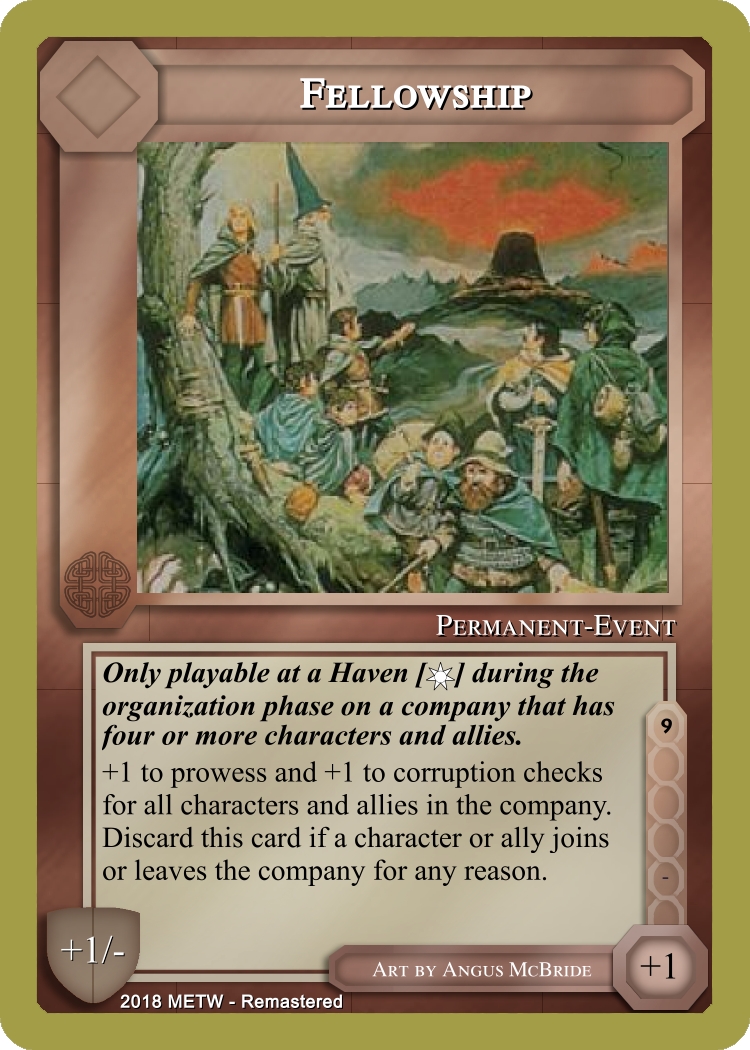 Fellowship
Permanent-Event
Only playable at a Haven [] during the
organization phase on a company that has
four or more characters and allies.
+1 to prowess and +1 to corruption checks
for all characters and allies in the company.
Discard this card if a character or ally joins
or leaves the company for any reason.
9
-
+1/-
Art by Angus McBride
+1
2018 METW - Remastered